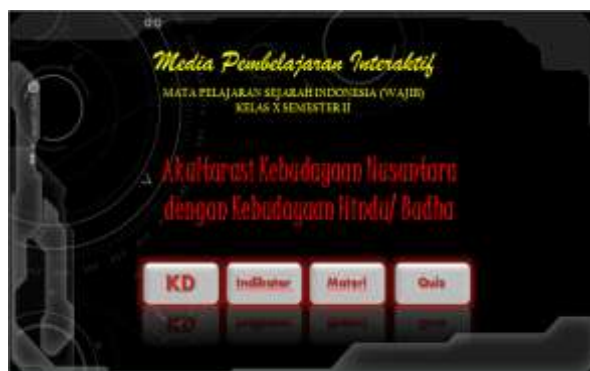 Media Pembelajaran Interaktif
MATA PELAJARAN SEJARAH INDONESIA (WAJIB)
KELAS X SEMESTER II
Akulturasi Kebudayaan Nusantara
dengan Kebudayaan Hindu/ Budha
KD Indikator Materi Quis